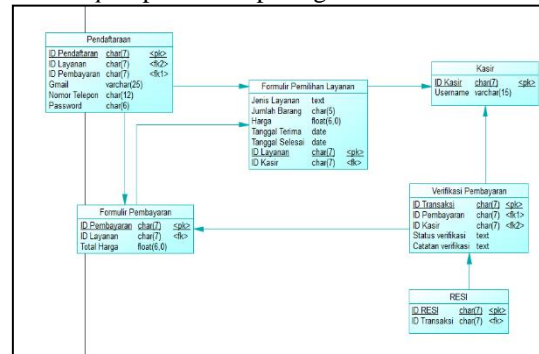 Pendaftaraan
ID Pendaftaran char(7) <pk>
ID Layanan char(7) <fk2>
ID Pembayaran char(7) <fk1>
Gmail varchar(25)
Nomor Telepon char(12)
Password char(6)
Formulir Pemilihan Layanan
Jenis Layanan text
Jumlah Barang char(5)
Harga float(6,0)
Tanggal Terima date
Tanggal Selesai date
ID Layanan char(7) <pk>
ID Kasir char(7) <fk>
Kasir
ID Kasir char(7) <pk>
Username varchar(15)
Formulir Pembayaran
ID Pembayaran char(7) <pk>
ID Layanan char(7) <fk>
Total Harga float(6,0)
Verifikasi Pembayaran
ID Transaksi char(7) <pk>
ID Pembayaran char(7) <fk1>
ID Kasir char(7) <fk2>
Status verifikasi text
Catatan verifikasi text
RESI
ID RESI char(7) <pk>
ID Transaksi char(7) <fk>